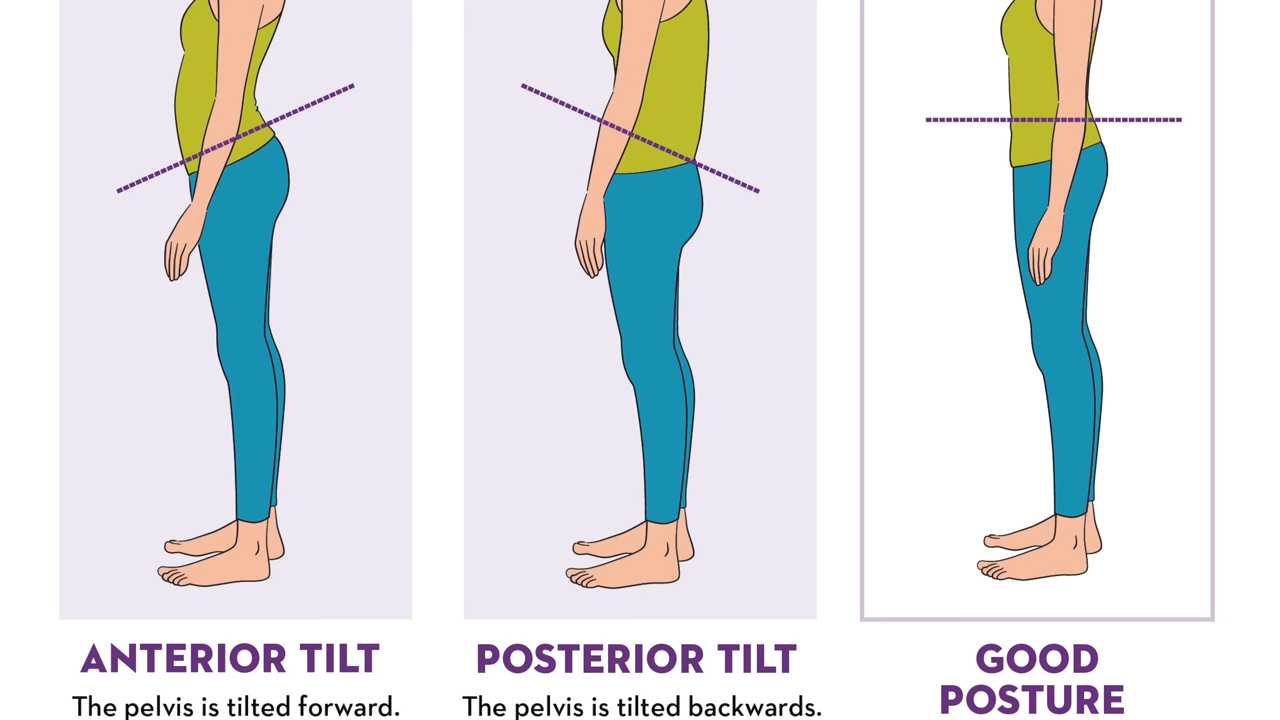 ANTERIOR TILT
The pelvis is tilted forward.
POSTERIOR TILT
The pelvis is tilted backwards.
GOOD
POSTURE